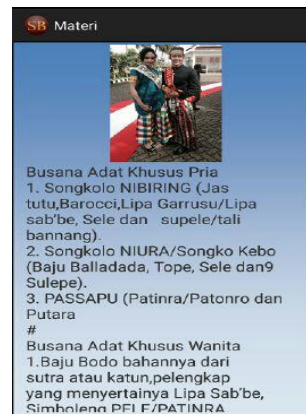 SB Materi
Busana Adat Khusus Pria
1. Songkolo NIBIRING (Jas
tutu,Barocci,Lipa Garrusu/Lipa
sab'be, Sele dan supele/tali
bannang).
2. Songkolo NIURA/Songko Kebo
(Baju Balladada, Tope, Sele dan9
Sulepe).
3. PASSAPU (Patinra/Patonro dan
Putara
#
Busana Adat Khusus Wanita
1.Baju Bodo bahannya dari
sutra atau katun,pelengkap
yang menyertainya Lipa Sab'be,
Simboleng PELE/PATINRA